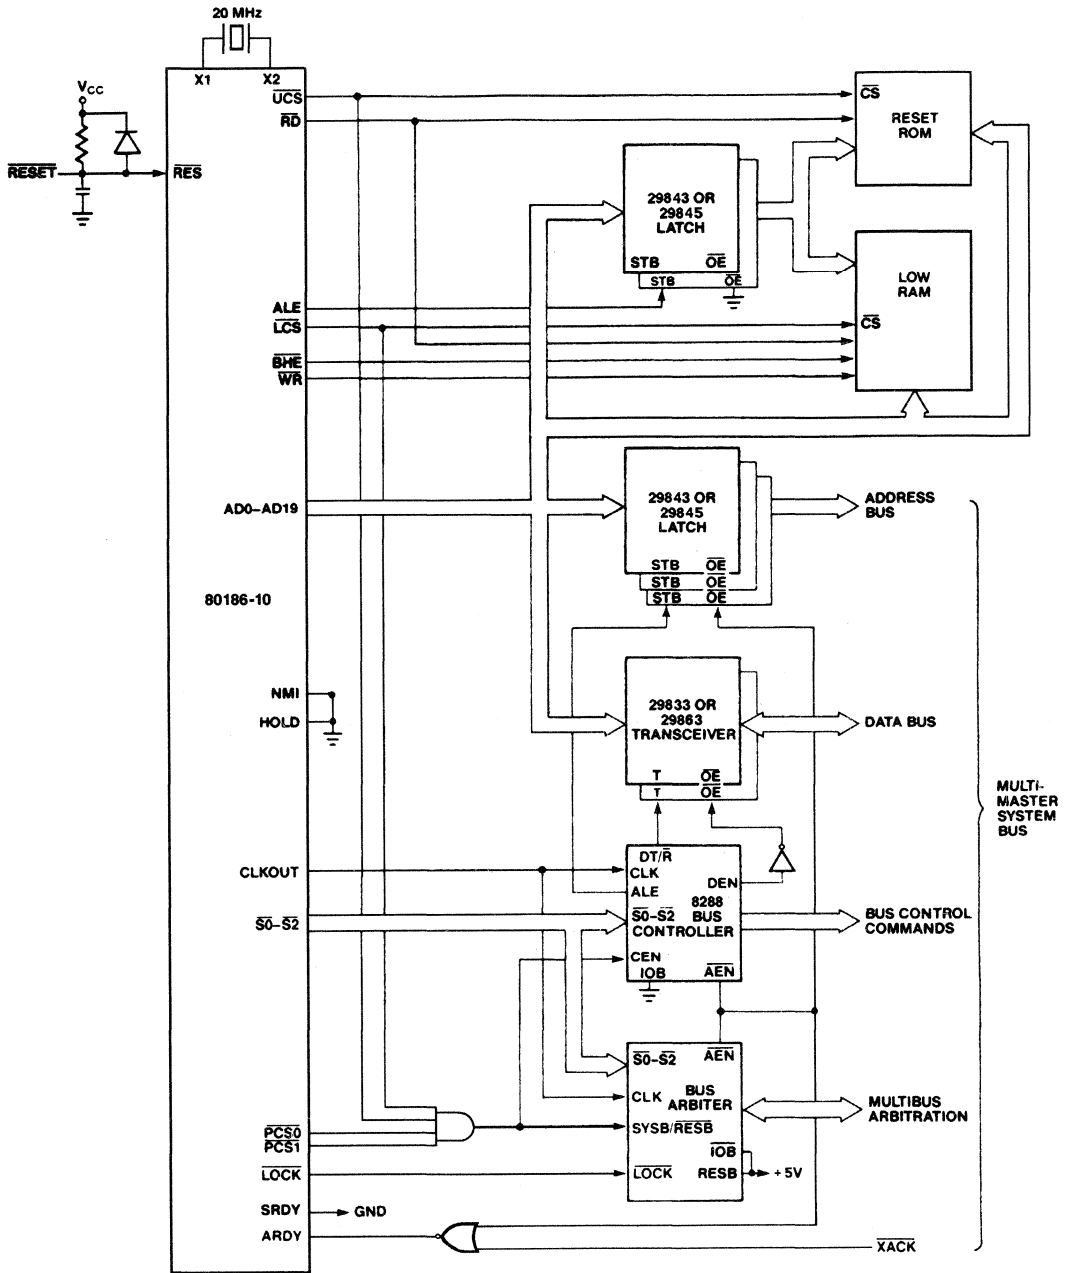 20 MHz
X1
X2
VCC
UCS
RD
RESET
RES
CS
RESET
ROM
29843 OR
29845
LATCH
STB
OE
STB
OE
LOW
RAM
CS
ALE
LCS
BHE
WR
AD0–AD19
29843 OR
29845
LATCH
STB
OE
STB
OE
STB
OE
ADDRESS
BUS
80186-10
NMI
HOLD
29833 OR
29863
TRANSCEIVER
T
OE
T
OE
DATA BUS
MULTI-
MASTER
SYSTEM
BUS
CLKOUT
S0–S2
DT/R
CLK
ALE
DEN
S0–S2
8288
BUS
CONTROLLER
CEN
IOB
AEN
BUS CONTROL
COMMANDS
S0–S2
AEN
CLK
BUS
ARBITER
SYSB/RESB
IOB
LOCK
RESB
+5V
MULTIBUS
ARBITRATION
PCS0
PCS1
LOCK
SRDY
GND
ARDY
XACK